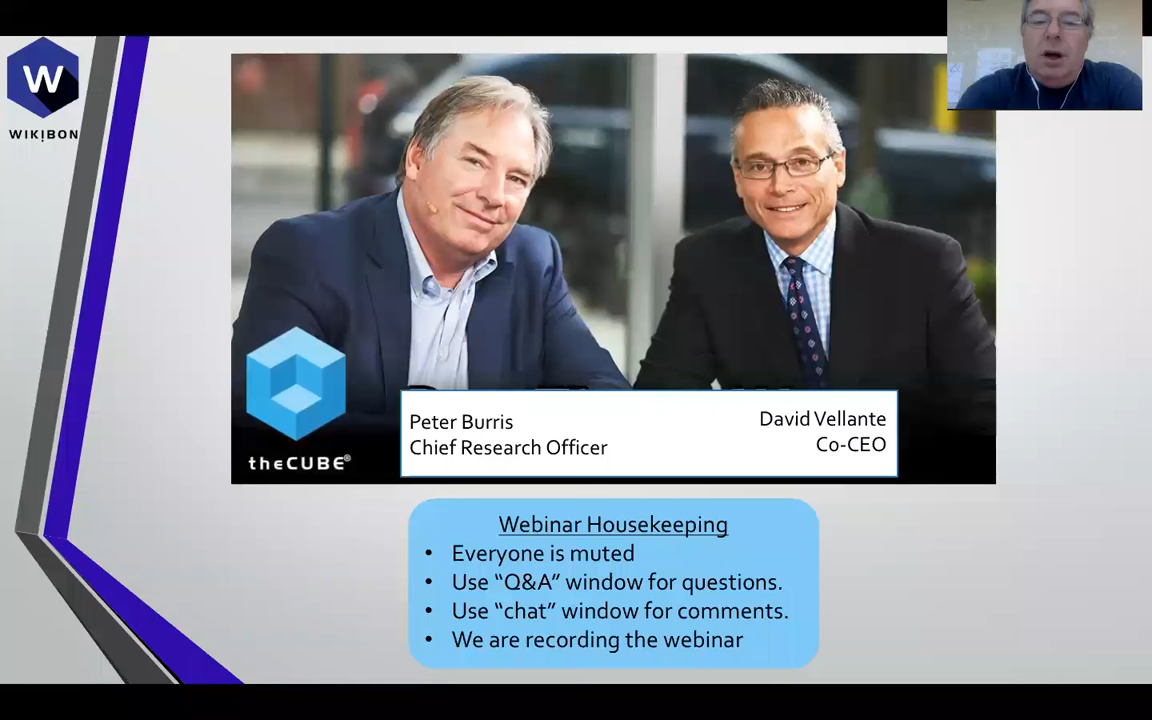 W
WIKIBON
Peter Burris
Chief Research Officer
David Vellante
Co-CEO
theCUBE®
Webinar Housekeeping
• Everyone is muted
• Use “Q&A” window for questions.
• Use “chat” window for comments.
• We are recording the webinar